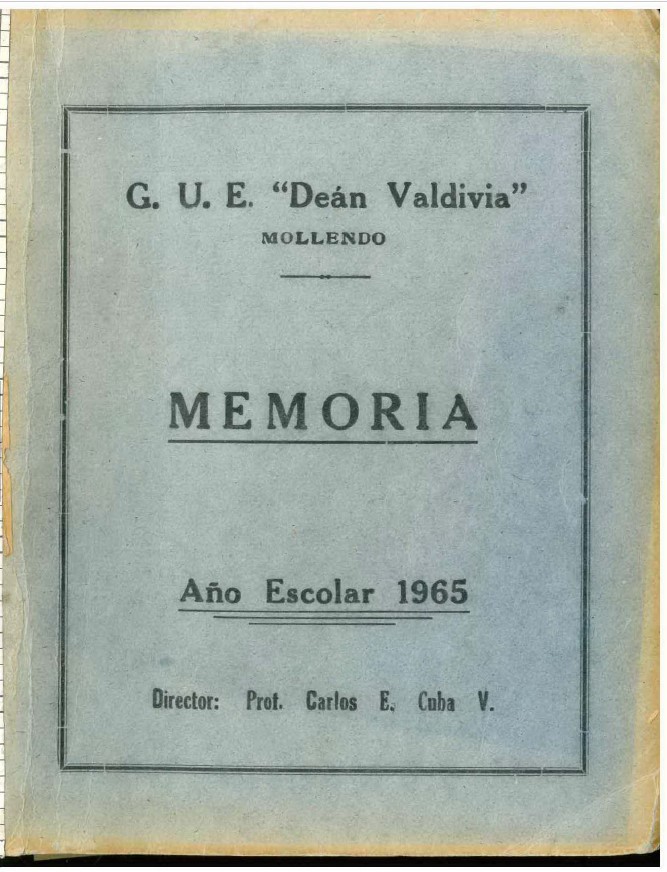 G. U. E. "Deán Valdivia"
MOLLENDO
MEMORIA
Año Escolar 1965
Director: Prof. Carlos E. Cuba V.